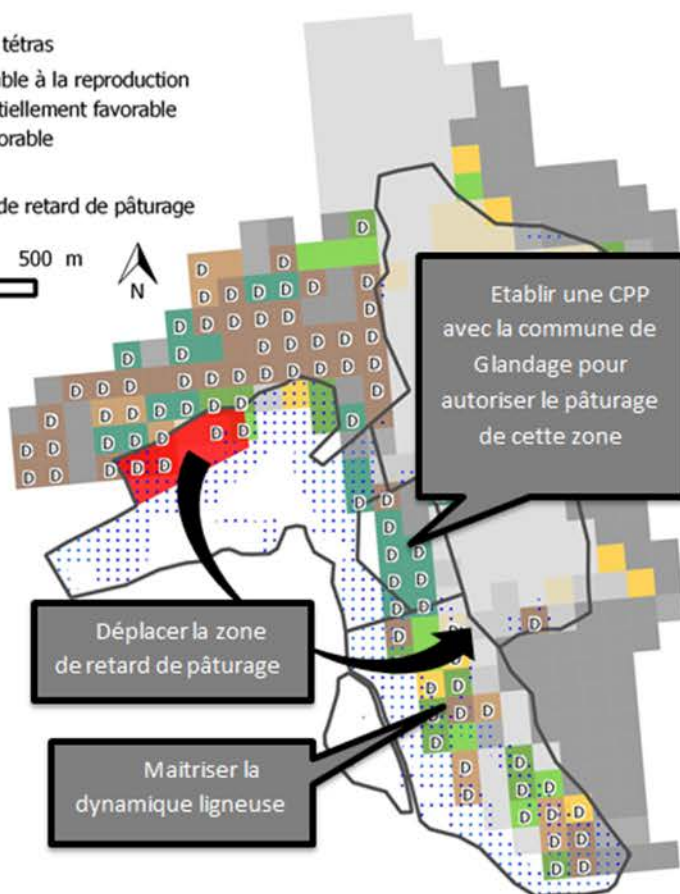 tétras
able à la reproduction
tiellement favorable
orable
de retard de pâturage
500 m
N
Etablir une CPP
avec la commune de
Glandage pour
autoriser le pâturage
de cette zone
Déplacer la zone
de retard de pâturage
Maitriser la
dynamique ligneuse